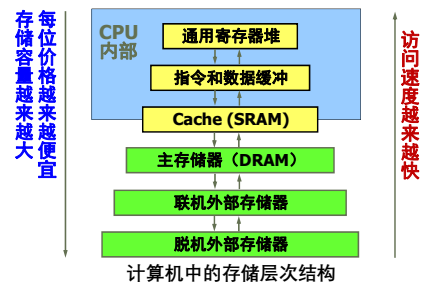 存储容量越来越大
每位价格越来越便宜
CPU
内部
通用寄存器堆
指令和数据缓冲
Cache (SRAM)
主存储器（DRAM）
联机外部存储器
脱机外部存储器
访问速度越来越快
计算机中的存储层次结构